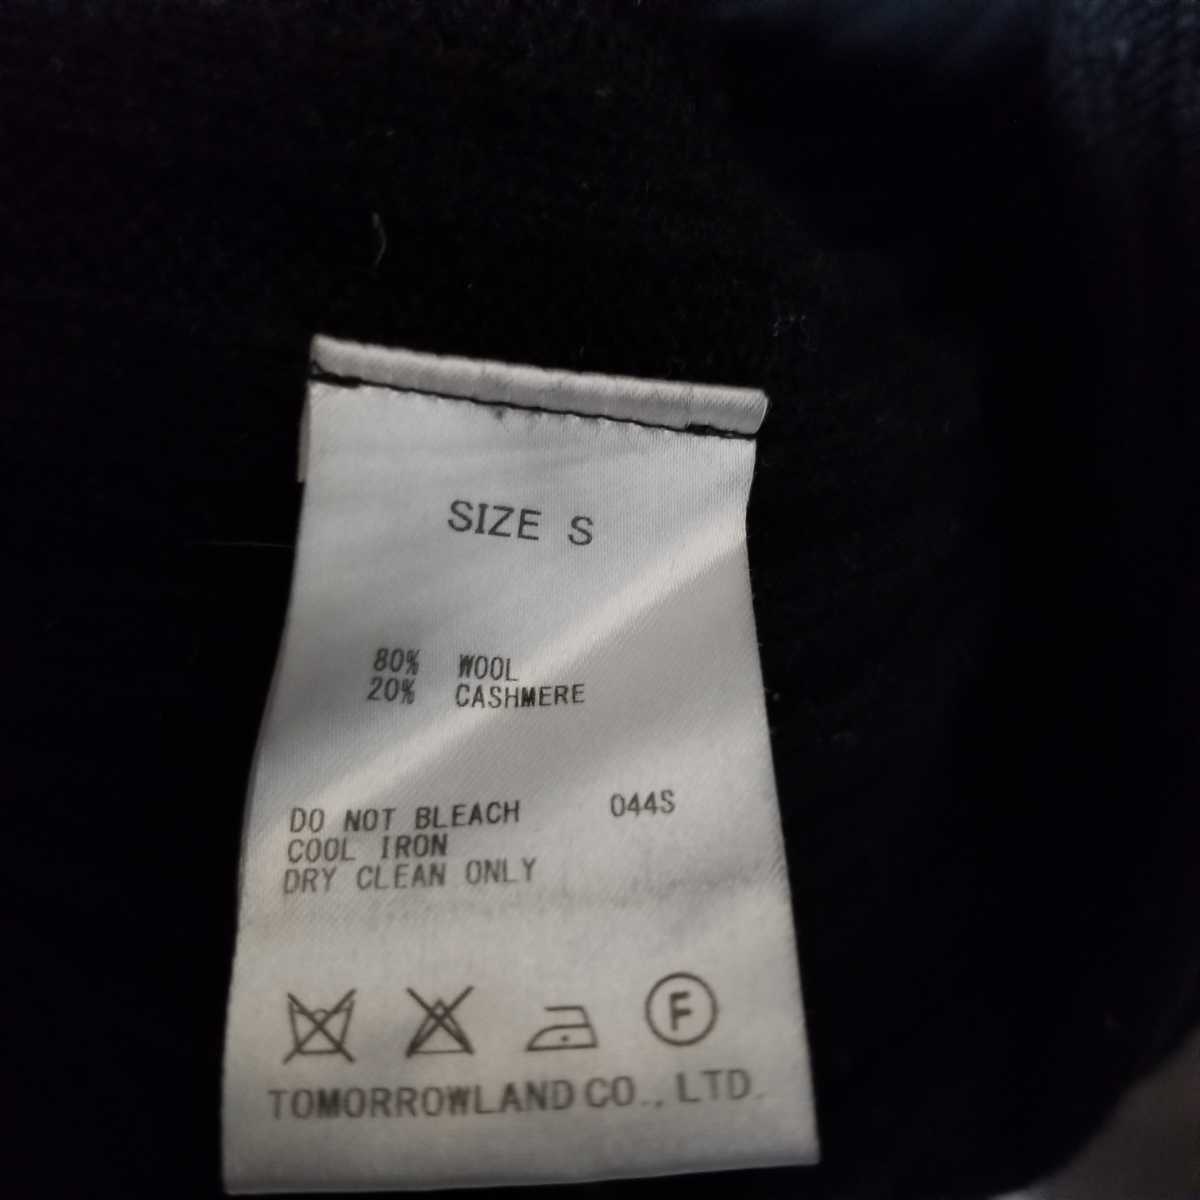 SIZE S
80% WOOL
20% CASHMERE
DO NOT BLEACH 044S
COOL IRON
DRY CLEAN ONLY
F
TOMORROWLAND CO., LTD.